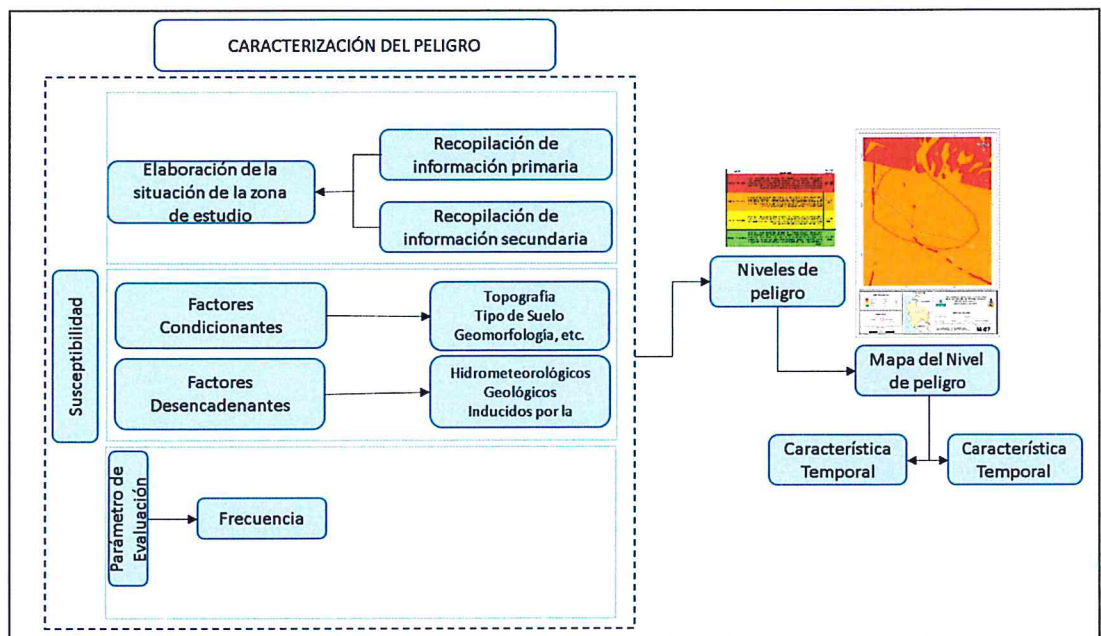 CARACTERIZACIÓN DEL PELIGRO
Recopilación de
información primaria
Elaboración de la
situación de la zona
de estudio
Recopilación de
información secundaria
Susceptibilidad
Factores
Condicionantes
Topografia
Tipo de Suelo
Geomorfología, etc.
Factores
Desencadenantes
Hidrometeorológicos
Geológicos
Inducidos por la
Parámetro de
Evaluación
Frecuencia
Niveles de
peligro
Mapa del Nivel
de peligro
Característica
Temporal
Característica
Temporal